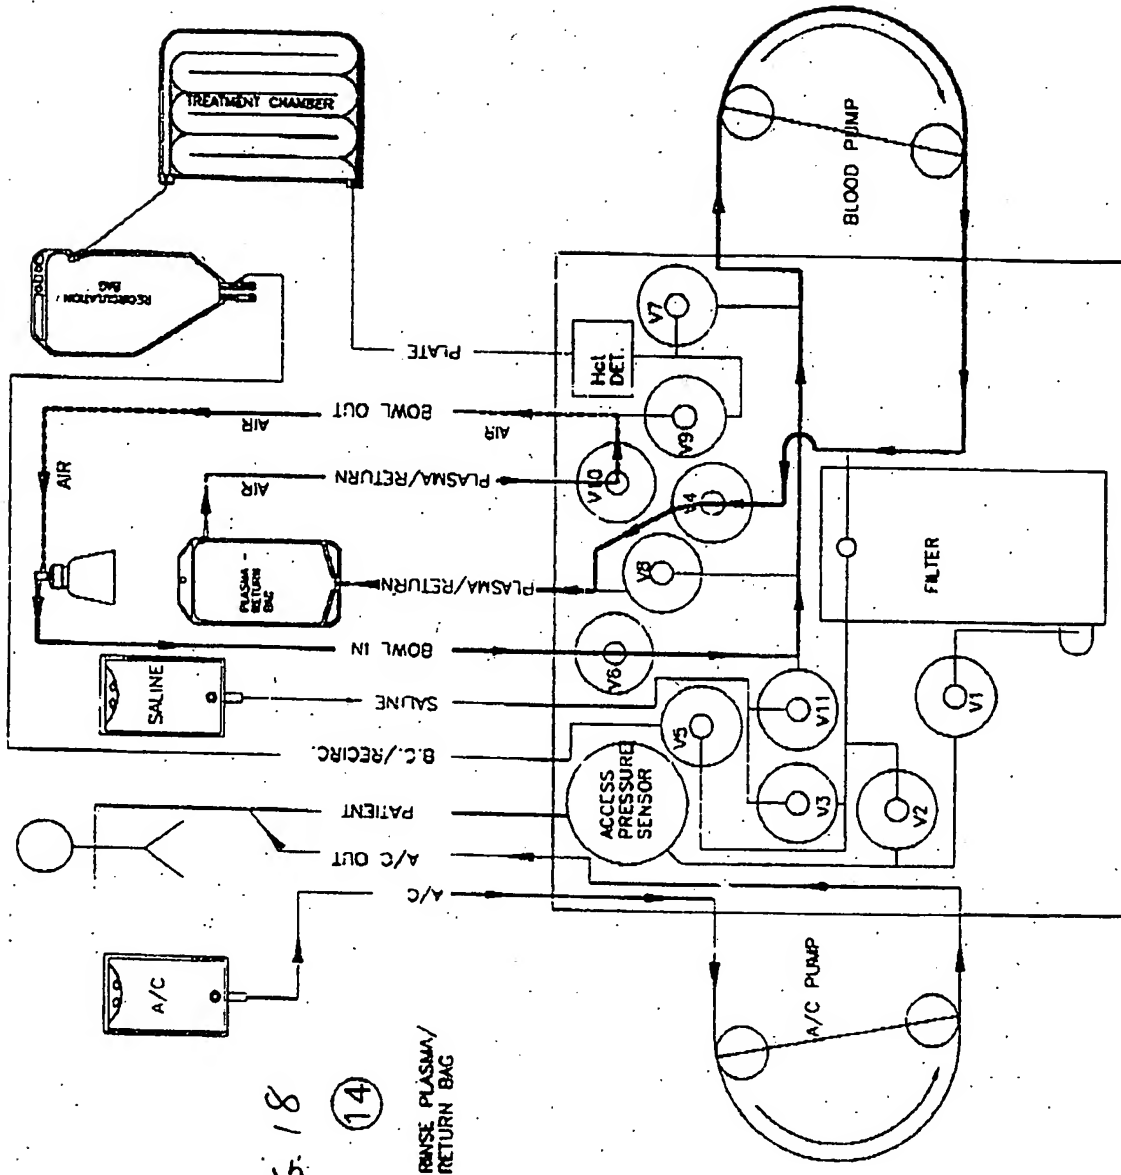 TREATMENT CHAMBER
RECIRCULATION
BAG
BLOOD PUMP
PLATE
Hct
DET.
V7
BOWL OUT
AIR
AIR
AIR
V9
PLASMA/RETURN
AIR
V10
V4
PLASMA
RETURN
BAG
PLASMA/RETURN
V8
FILTER
BOWL IN
V6
SALINE
SALINE
V11
V1
B.C./RECIRC.
V5
PATIENT
ACCESS
PRESSURE
SENSOR
V3
V2
A/C OUT
A/C
A/C
A/C PUMP
18
14
RINSE PLASMA/
RETURN BAG